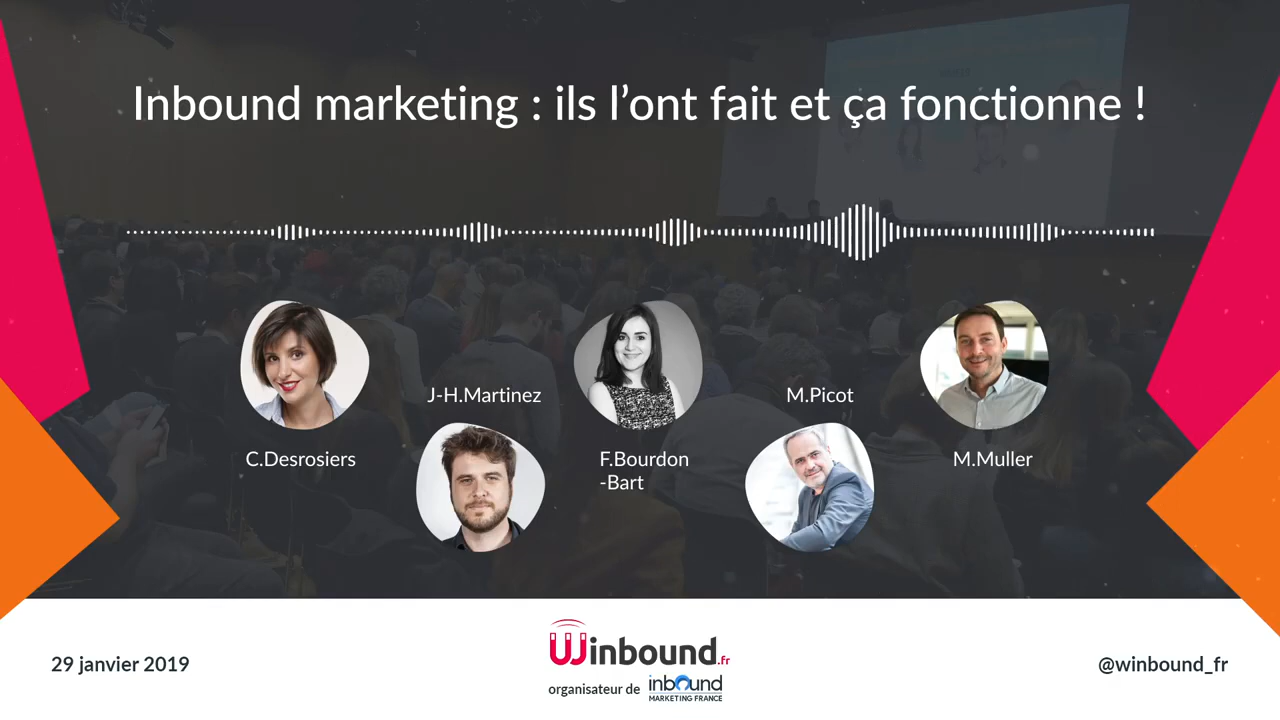 Inbound marketing : ils l’ont fait et ça fonctionne !
J-H.Martinez
M.Picot
C.Desrosiers
F.Bourdon
-Bart
M.Muller
29 janvier 2019
Winbound.fr
organisateur de
inbound
MARKETING FRANCE
@winbound_fr